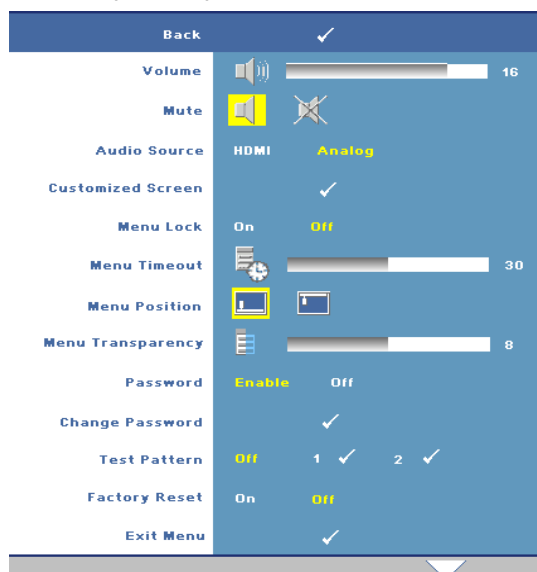 Back
Volume 16
Mute
Audio Source HDMI Analog
Customized Screen
Menu Lock On Off
Menu Timeout 30
Menu Position
Menu Transparency 8
Password Enable Off
Change Password
Test Pattern Off 1 2
Factory Reset On Off
Exit Menu